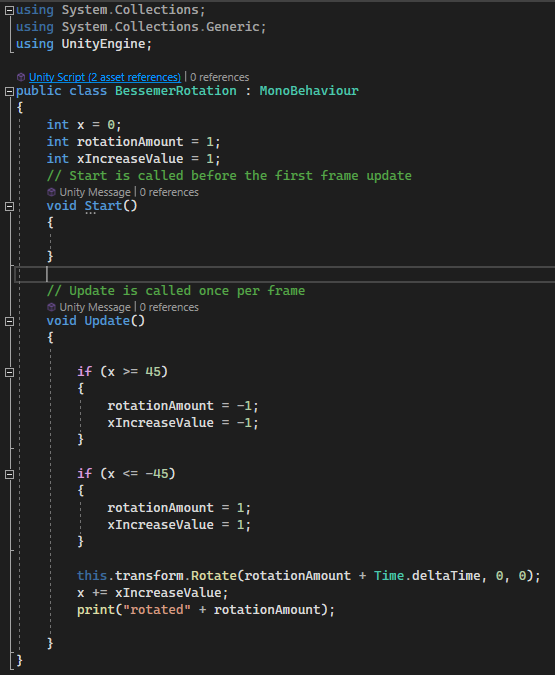 using System.Collections;
using System.Collections.Generic;
using UnityEngine;
Unity Script (2 asset references) | 0 references
public class BessemerRotation : MonoBehaviour
{
int x = 0;
int rotationAmount = 1;
int xIncreaseValue = 1;
// Start is called before the first frame update
Unity Message | 0 references
void Start()
{
}
// Update is called once per frame
Unity Message | 0 references
void Update()
{
if (x >= 45)
{
rotationAmount = -1;
xIncreaseValue = -1;
}
if (x <= -45)
{
rotationAmount = 1;
xIncreaseValue = 1;
}
this.transform.Rotate(rotationAmount + Time.deltaTime, 0, 0);
x += xIncreaseValue;
print("rotated" + rotationAmount);
}
}